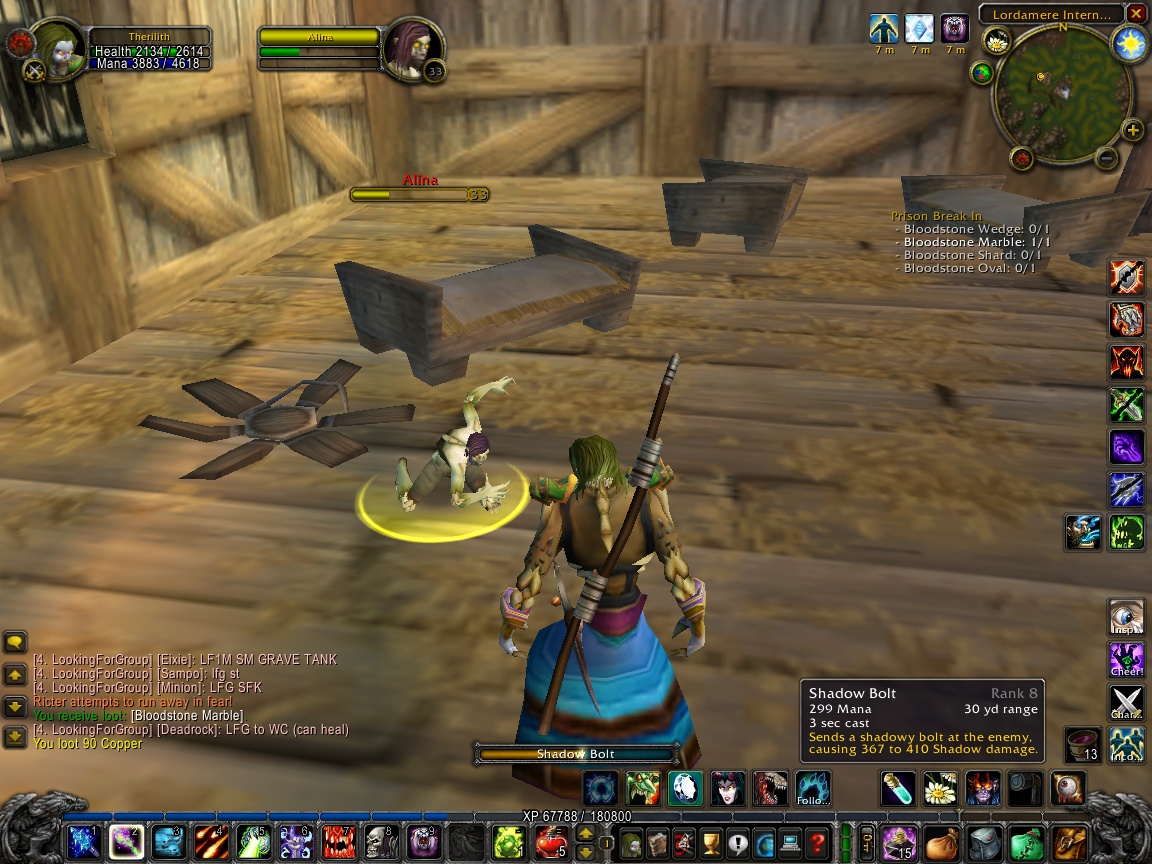 Therilith
Health 2134 / 2614
Mana 3883 / 4618
Alina
33
7 m
7 m
7 m
Lordamere Intern...
N
Alina
33
Prison Break In
- Bloodstone Wedge: 0/1
- Bloodstone Marble: 1/1
- Bloodstone Shard: 0/1
- Bloodstone Oval: 0/1
[4. LookingForGroup] [Eixie]: LF1M SM GRAVE TANK
[4. LookingForGroup] [Sampo]: lfg st
[4. LookingForGroup] [Minion]: LFG SFK
Ricter attempts to run away in fear!
You receive loot: [Bloodstone Marble]
[4. LookingForGroup] [Deadrock]: LFG to WC (can heal)
You loot 90 Copper
Shadow Bolt
Shadow Bolt Rank 8
299 Mana 30 yd range
3 sec cast
Sends a shadowy bolt at the enemy,
causing 367 to 410 Shadow damage.
Insp
Cheer!
Char...
13
Follo...
XP 67788 / 180800
1
2
3
4
5
6
7
8
9
5
1
15